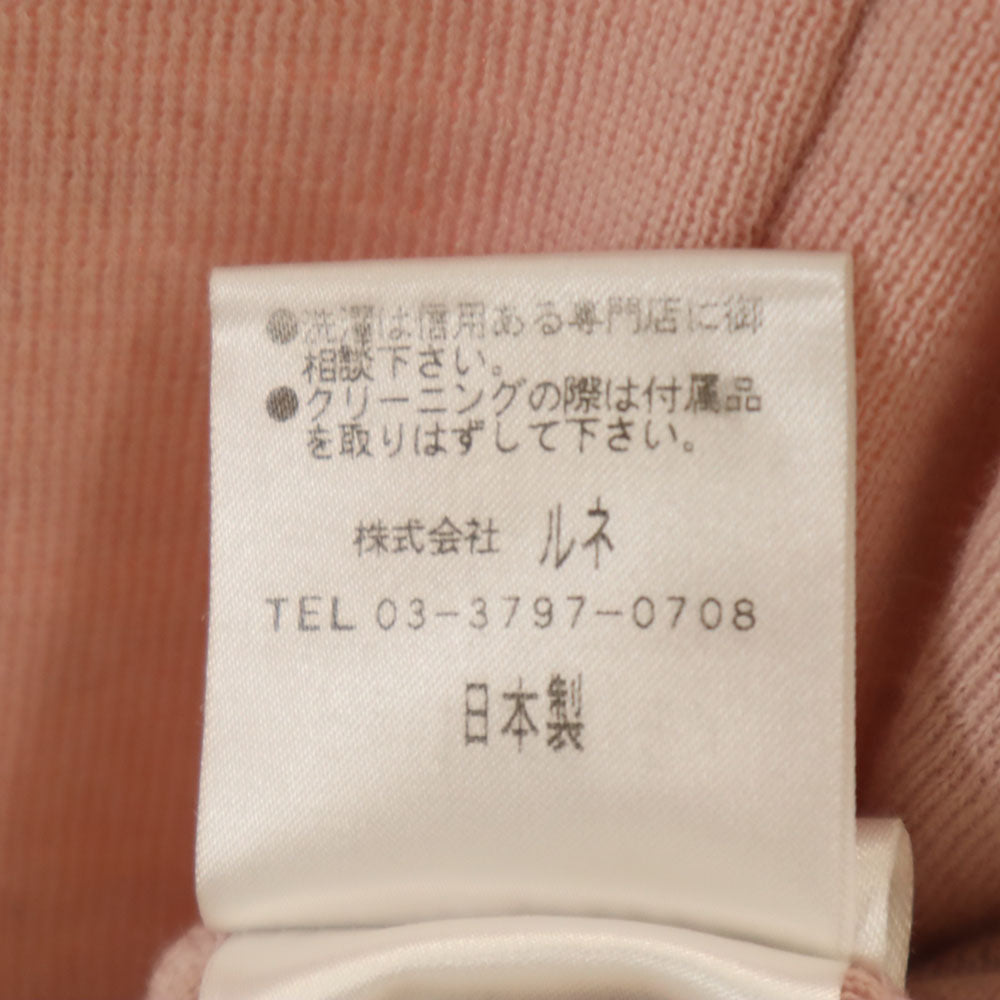 ●洗濯は信用ある専門店に御
相談下さい。
●クリーニングの際は付属品
を取りはずして下さい。
株式会社 ルネ
TEL 03-3797-0708
日本製